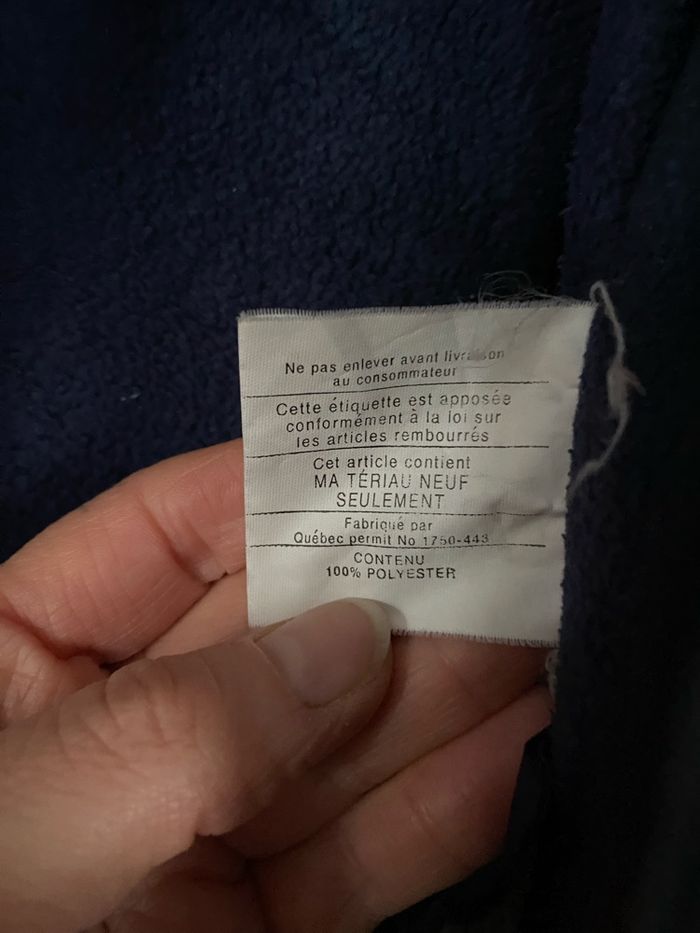 Ne pas enlever avant livraison
au consommateur
Cette étiquette est apposée
conformément à la loi sur
les articles rembourrés
Cet article contient
MA TÉRIAU NEUF
SEULEMENT
Fabriqué par
Québec permit No 1750-443
CONTENU
100% POLYESTER